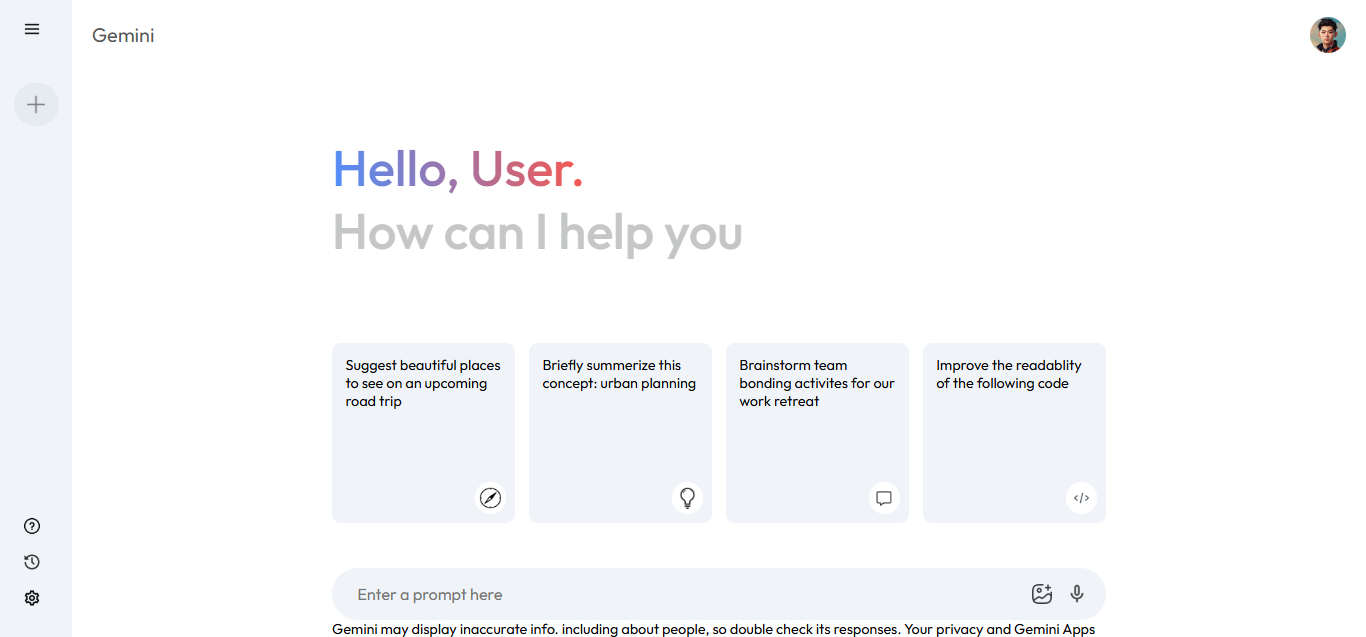 Gemini
Hello, User.
How can I help you
Suggest beautiful places
to see on an upcoming
road trip
Briefly summerize this
concept: urban planning
Brainstorm team
bonding activites for our
work retreat
Improve the readablity
of the following code
Enter a prompt here
Gemini may display inaccurate info. including about people, so double check its responses. Your privacy and Gemini Apps